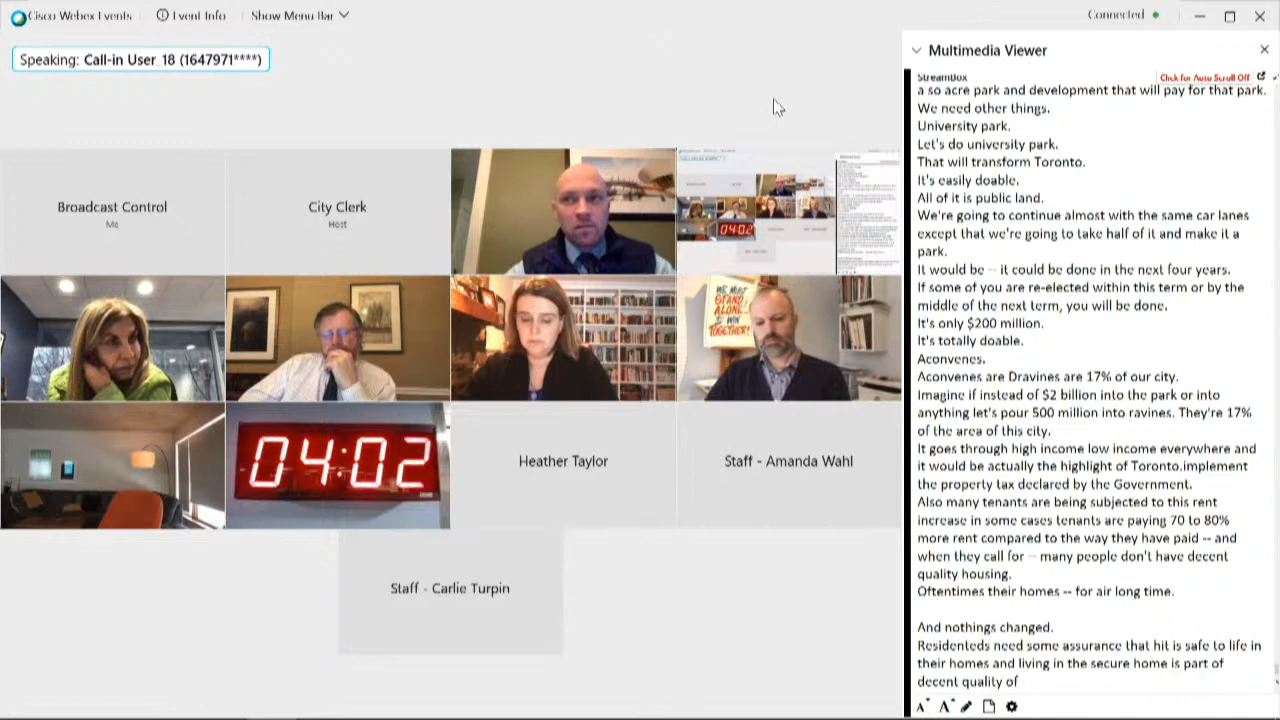 Cisco Webex Events
Event Info
Show Menu Bar
Connected
Speaking: Call-in User_18 (1647971****)
Multimedia Viewer
StreamBox
Click for Auto Scroll Off
a so acre park and development that will pay for that park.
We need other things.
University park.
Let's do university park.
That will transform Toronto.
It's easily doable.
All of it is public land.
We're going to continue almost with the same car lanes
except that we're going to take half of it and make it a
park.
It would be -- it could be done in the next four years.
If some of you are re-elected within this term or by the
middle of the next term, you will be done.
It's only $200 million.
It's totally doable.
Aconvenes.
Aconvenes are Dravines are 17% of our city.
Imagine if instead of $2 billion into the park or into
anything let's pour 500 million into ravines. They're 17%
of the area of this city.
It goes through high income low income everywhere and
it would be actually the highlight of Toronto.implement
the property tax declared by the Government.
Also many tenants are being subjected to this rent
increase in some cases tenants are paying 70 to 80%
more rent compared to the way they have paid -- and
when they call for -- many people don't have decent
quality housing.
Oftentimes their homes -- for air long time.
And nothings changed.
Residenteds need some assurance that hit is safe to life in
their homes and living in the secure home is part of
decent quality of
Broadcast Com
Me
City Clerk
Host
04:02
WE MUST
STAND
ALONE
WIN
TOGETHER!
04:02
Heather Taylor
Staff - Amanda Wahl
Staff - Carlie Turpin